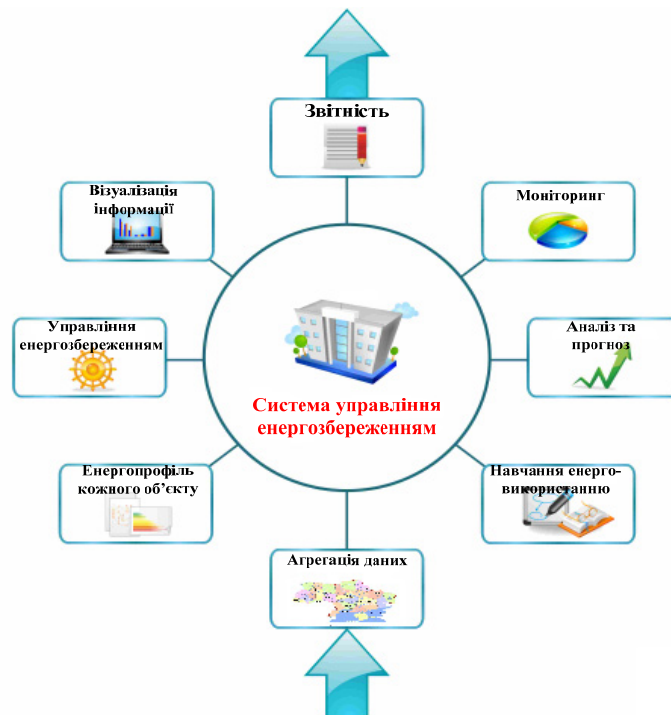 Звітність
Візуалізація
інформації
Моніторинг
Управління
енергозбереженням
Аналіз та
прогноз
Система управління
енергозбереженням
Енергопрофіль
кожного об’єкту
Навчання енерго-
використанню
Агрегація даних